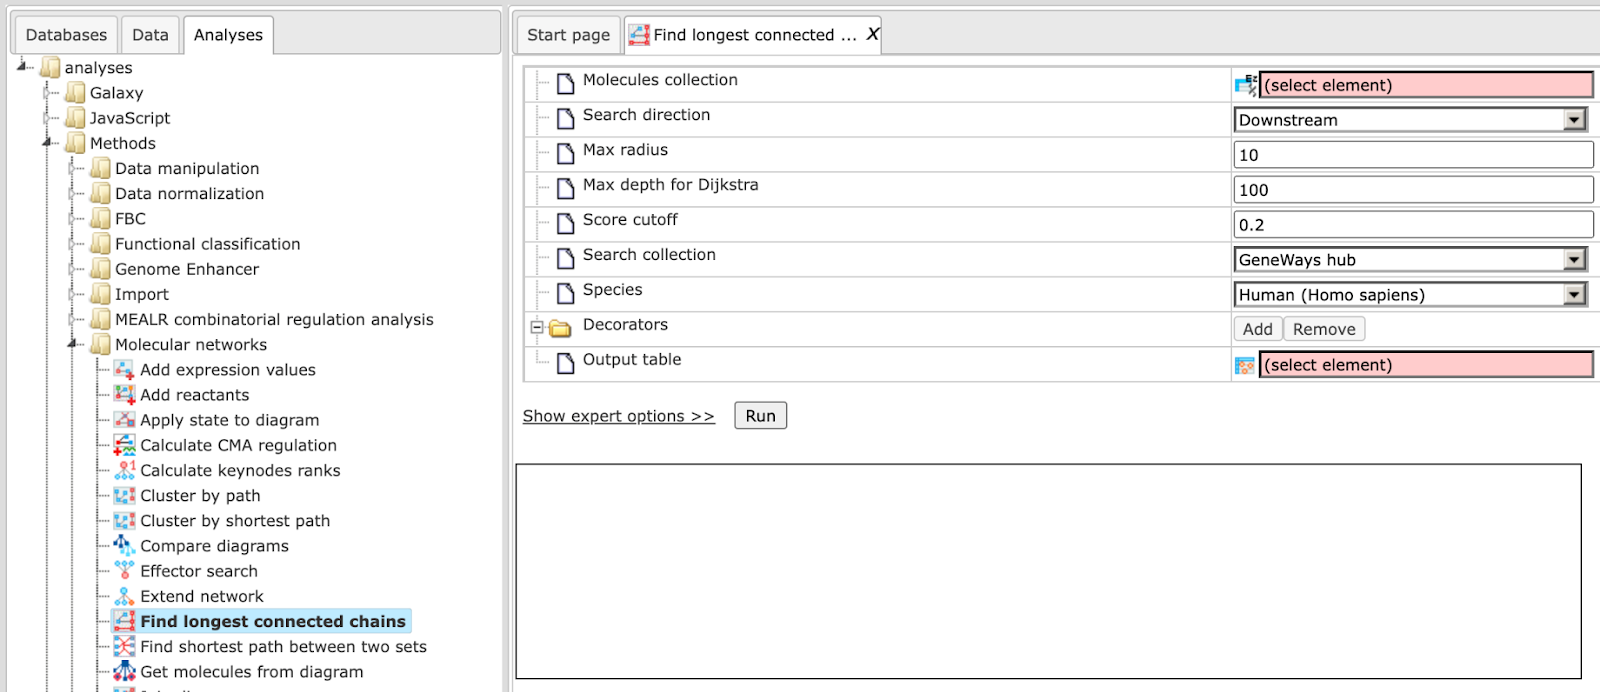 Databases
Data
Analyses
analyses
Galaxy
JavaScript
Methods
Data manipulation
Data normalization
FBC
Functional classification
Genome Enhancer
Import
MEALR combinatorial regulation analysis
Molecular networks
Add expression values
Add reactants
Apply state to diagram
Calculate CMA regulation
Calculate keynodes ranks
Cluster by path
Cluster by shortest path
Compare diagrams
Effector search
Extend network
Find longest connected chains
Find shortest path between two sets
Get molecules from diagram
Start page
Find longest connected ... X
Molecules collection (select element)
Search direction Downstream
Max radius 10
Max depth for Dijkstra 100
Score cutoff 0.2
Search collection GeneWays hub
Species Human (Homo sapiens)
Decorators Add Remove
Output table (select element)
Show expert options >> Run